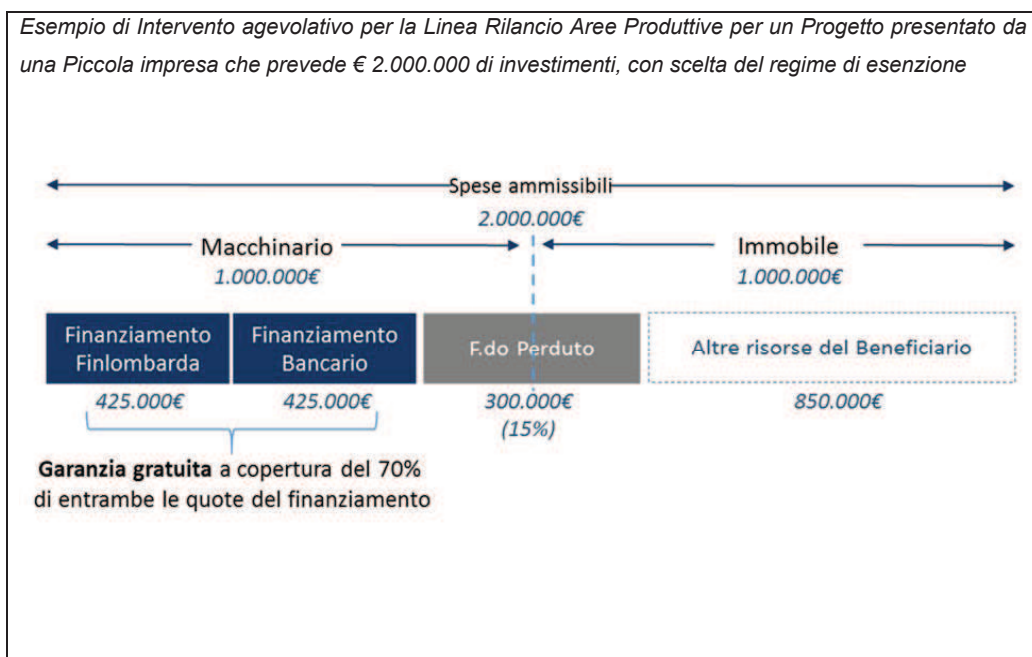 Esempio di Intervento agevolativo per la Linea Rilancio Aree Produttive per un Progetto presentato da
una Piccola impresa che prevede € 2.000.000 di investimenti, con scelta del regime di esenzione
Spese ammissibili
2.000.000€
Macchinario
1.000.000€
Immobile
1.000.000€
Finanziamento
Finlombarda
Finanziamento
Bancario
F.do Perduto
Altre risorse del Beneficiario
425.000€
425.000€
300.000€
(15%)
850.000€
Garanzia gratuita a copertura del 70%
di entrambe le quote del finanziamento